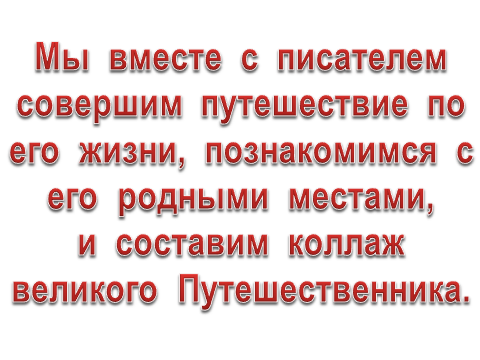 Мы вместе с писателем
совершим путешествие по
его жизни, познакомимся с
его родными местами,
и составим коллаж
великого Путешественника.